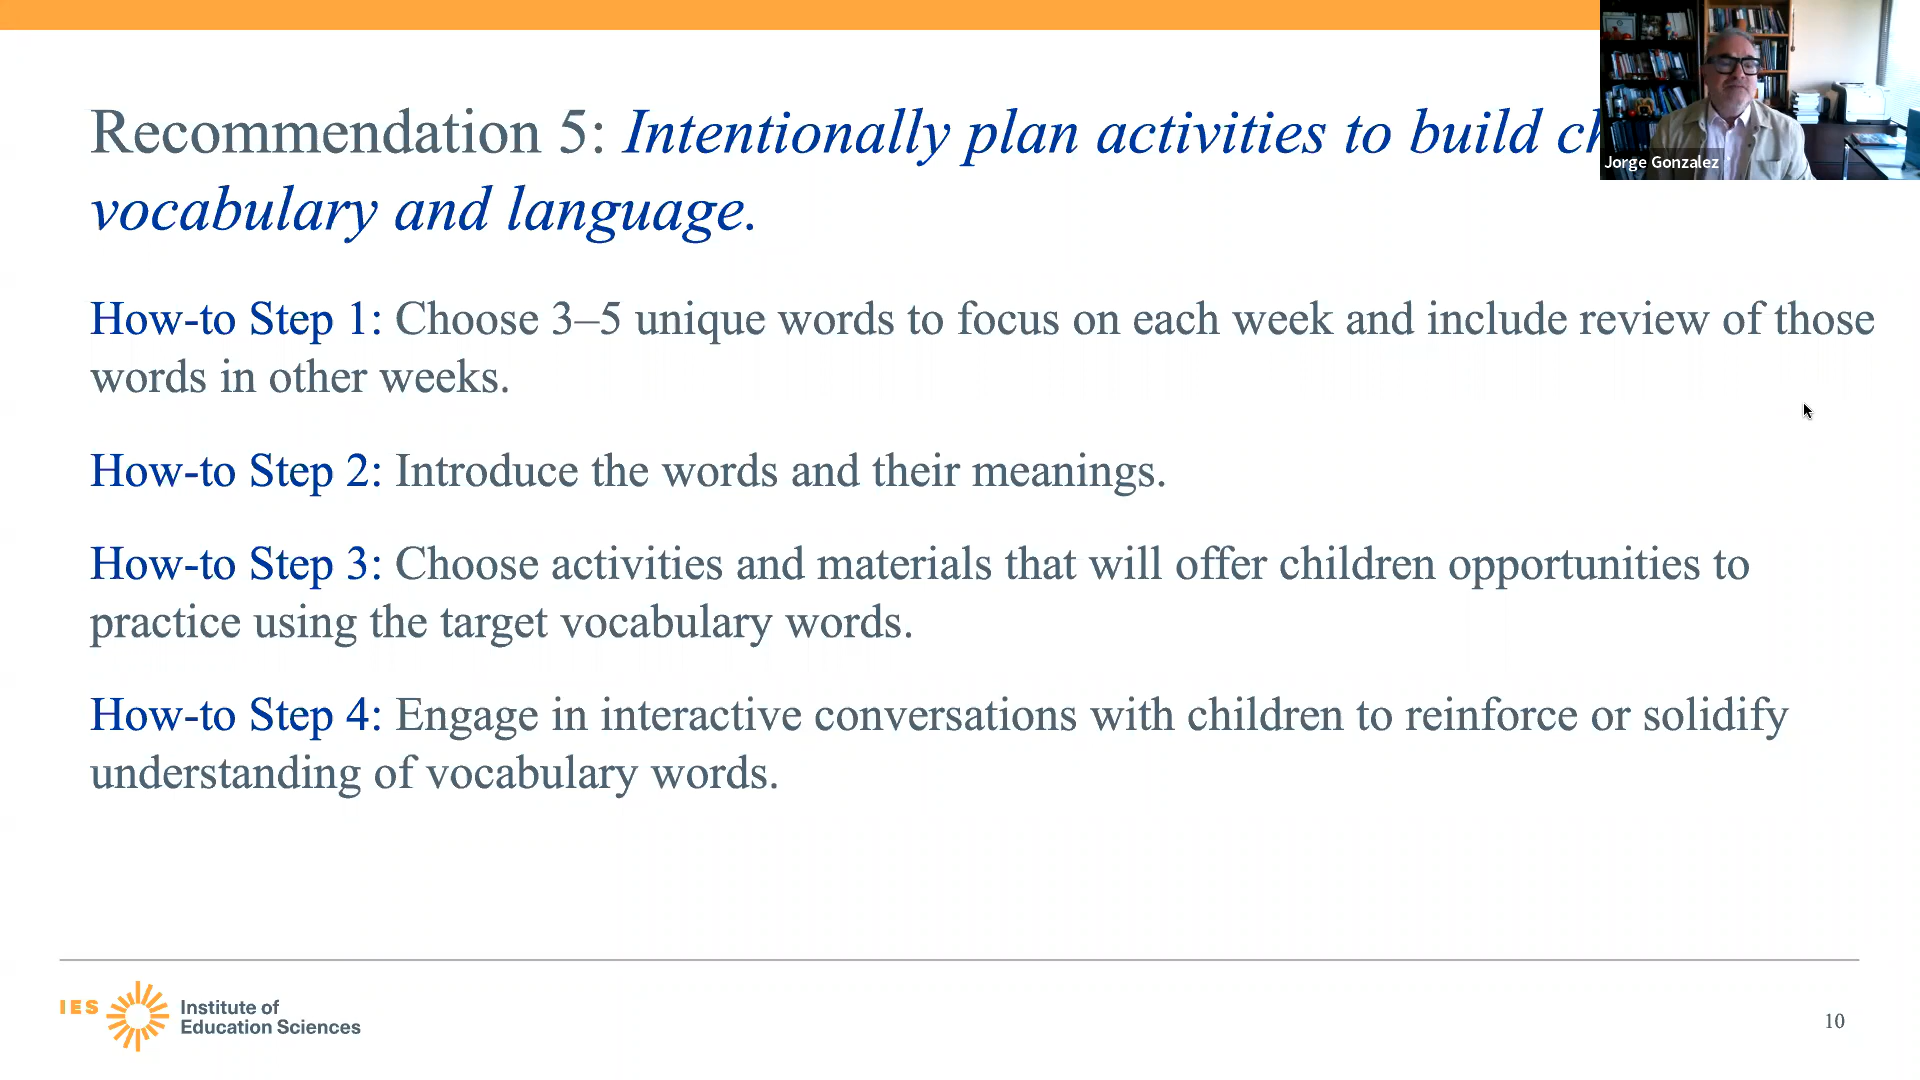 Recommendation 5: Intentionally plan activities to build
vocabulary and language.
Jorge Gonzalez
How-to Step 1: Choose 3–5 unique words to focus on each week and include review of those
words in other weeks.
How-to Step 2: Introduce the words and their meanings.
How-to Step 3: Choose activities and materials that will offer children opportunities to
practice using the target vocabulary words.
How-to Step 4: Engage in interactive conversations with children to reinforce or solidify
understanding of vocabulary words.
IES
Institute of
Education Sciences
10